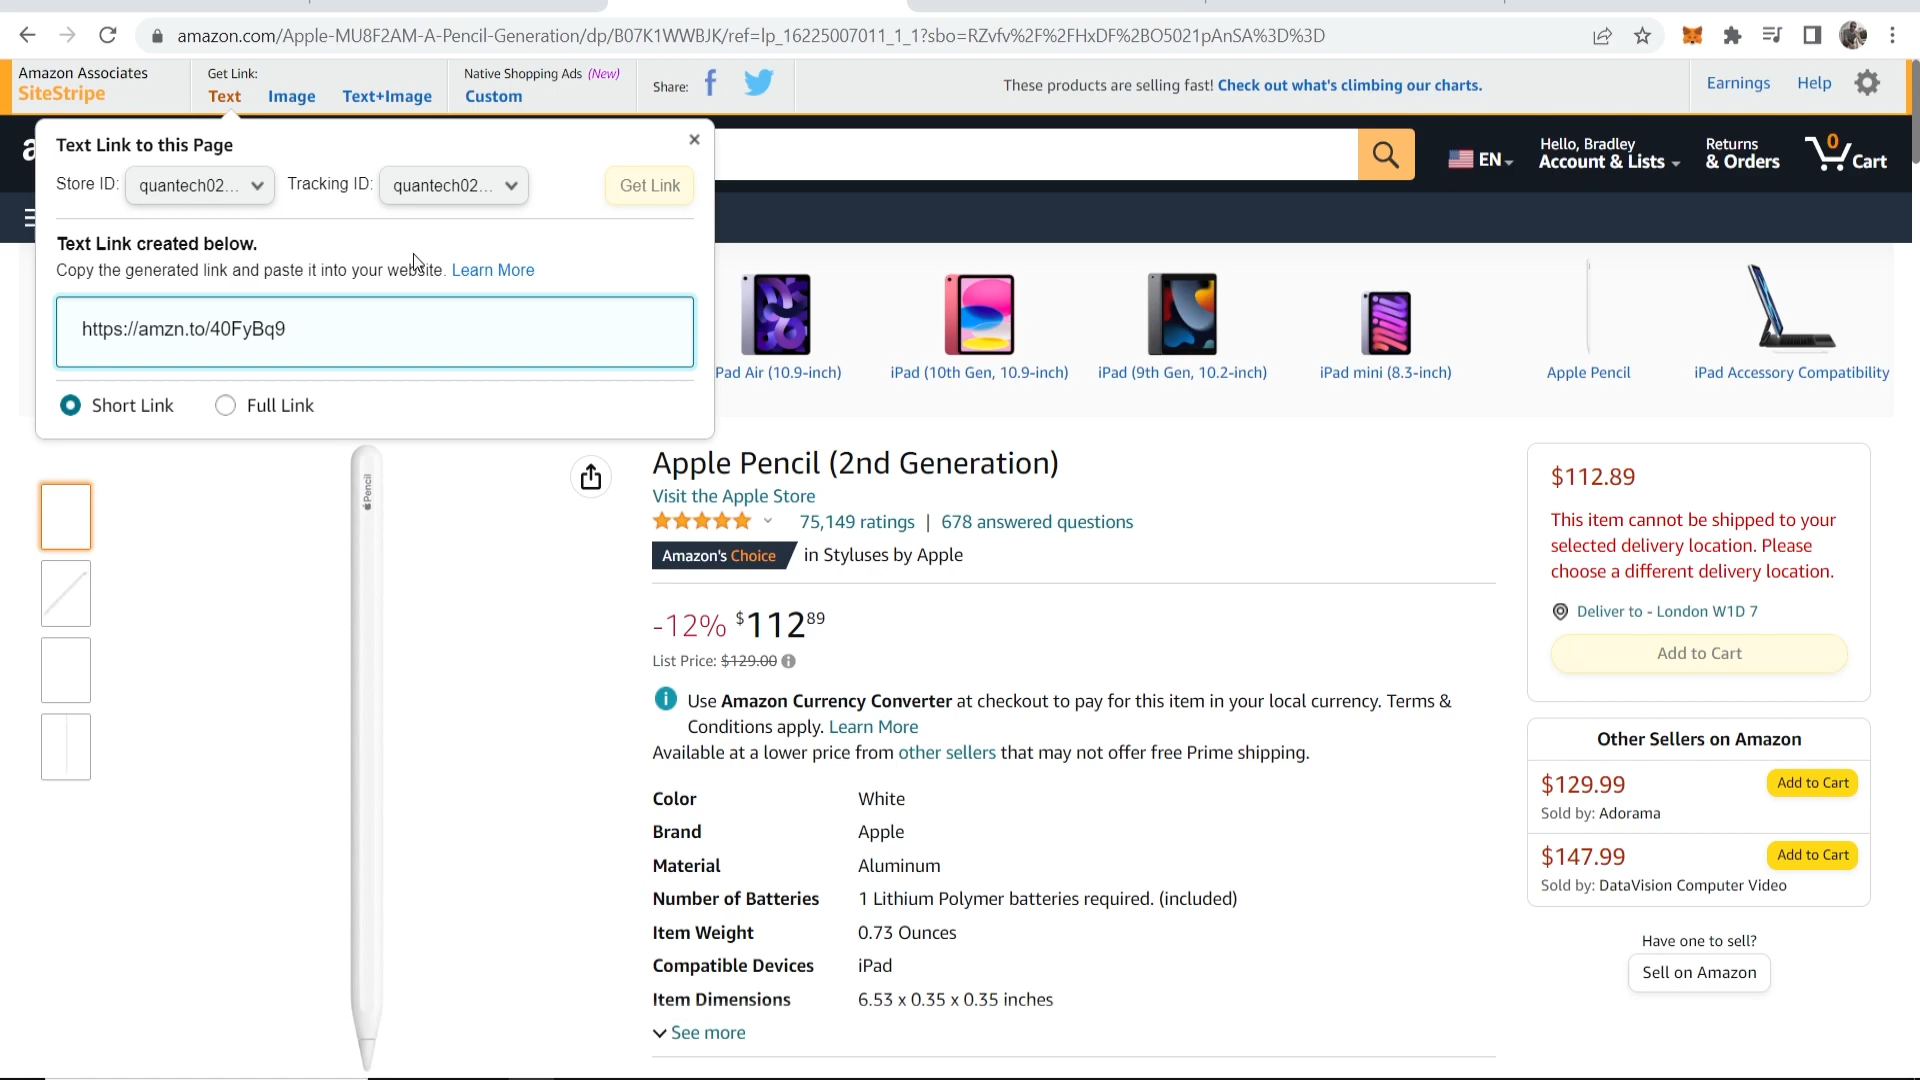 amazon.com/Apple-MU8F2AM-A-Pencil-Generation/dp/B07K1WWBJK/ref=lp_16225007011_1_1?sbo=RZvfv%2F%2FHxDF%2BO5021pAnSA%3D%3D
Amazon Associates
SiteStripe
Get Link:
Text Image Text+Image
Native Shopping Ads (New)
Custom
Share:
These products are selling fast! Check out what's climbing our charts.
Earnings Help
Text Link to this Page
Store ID: quantech02... Tracking ID: quantech02... Get Link
Text Link created below.
Copy the generated link and paste it into your website. Learn More
https://amzn.to/40FyBq9
Short Link Full Link
EN
Hello, Bradley
Account & Lists
Returns
& Orders
0
Cart
Pad Air (10.9-inch)
iPad (10th Gen, 10.9-inch)
iPad (9th Gen, 10.2-inch)
iPad mini (8.3-inch)
Apple Pencil
iPad Accessory Compatibility
Pencil
Apple Pencil (2nd Generation)
Visit the Apple Store
75,149 ratings | 678 answered questions
Amazon's Choice in Styluses by Apple
-12% $112 89
List Price: $129.00
Use Amazon Currency Converter at checkout to pay for this item in your local currency. Terms &
Conditions apply. Learn More
Available at a lower price from other sellers that may not offer free Prime shipping.
Color White
Brand Apple
Material Aluminum
Number of Batteries 1 Lithium Polymer batteries required. (included)
Item Weight 0.73 Ounces
Compatible Devices iPad
Item Dimensions 6.53 x 0.35 x 0.35 inches
See more
$112.89
This item cannot be shipped to your
selected delivery location. Please
choose a different delivery location.
Deliver to - London W1D 7
Add to Cart
Other Sellers on Amazon
$129.99 Add to Cart
Sold by: Adorama
$147.99 Add to Cart
Sold by: DataVision Computer Video
Have one to sell?
Sell on Amazon